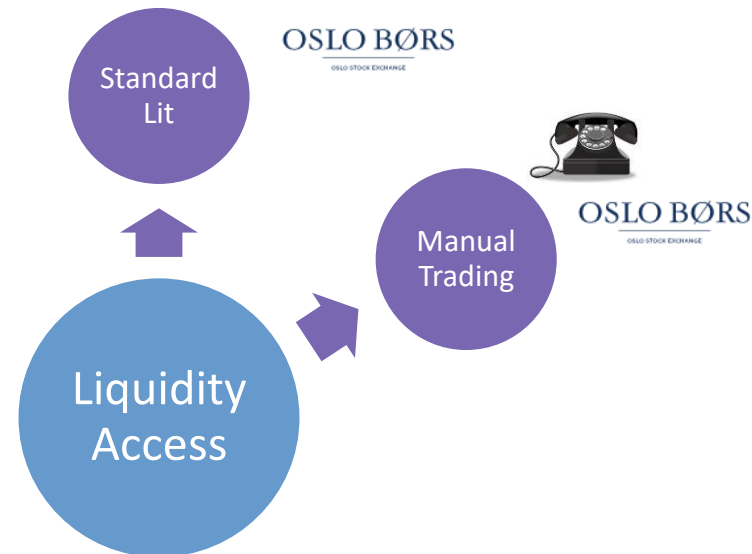 OSLO BØRS
OSLO STOCK EXCHANGE
Standard
Lit
Manual
Trading
OSLO BØRS
OSLO STOCK EXCHANGE
Liquidity
Access